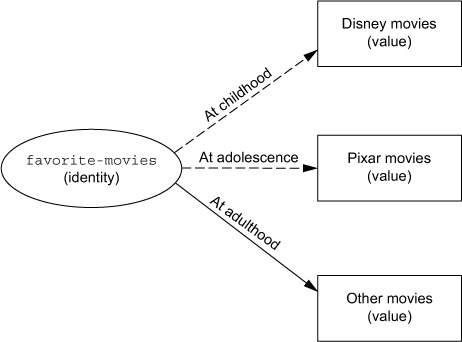 Disney movies
(value)
At childhood
favorite-movies
(identity)
At adolescence
Pixar movies
(value)
At adulthood
Other movies
(value)